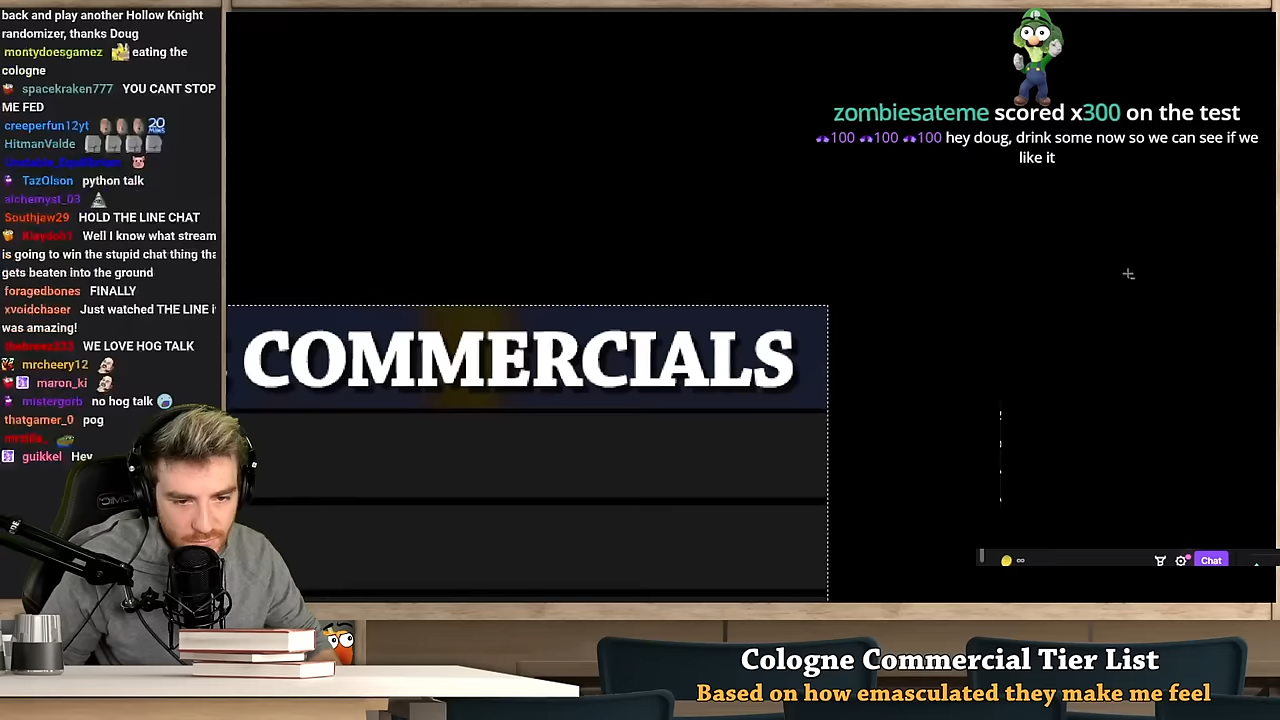 back and play another Hollow Knight
randomizer, thanks Doug
montydoesgamez eating the
cologne
spacekraken777 YOU CANT STOP
ME FED
creeperfun12yt 20
HitmanValde
TazOlson python talk
alchemyst_03
Southjaw29 HOLD THE LINE CHAT
Klaydoh1 Well I know what stream
is going to win the stupid chat thing tha
gets beaten into the ground
foragedbones FINALLY
xvoidchaser Just watched THE LINE i
was amazing!
WE LOVE HOG TALK
mrcheery12
maron_ki
mistergorb no hog talk
thatgamer_0 pog
mrzilla_
guikkel Hey
zombiesateme scored x300 on the test
100 100 100 hey doug, drink some now so we can see if we
like it
COMMERCIALS
∞ Chat
Cologne Commercial Tier List
Based on how emasculated they make me feel